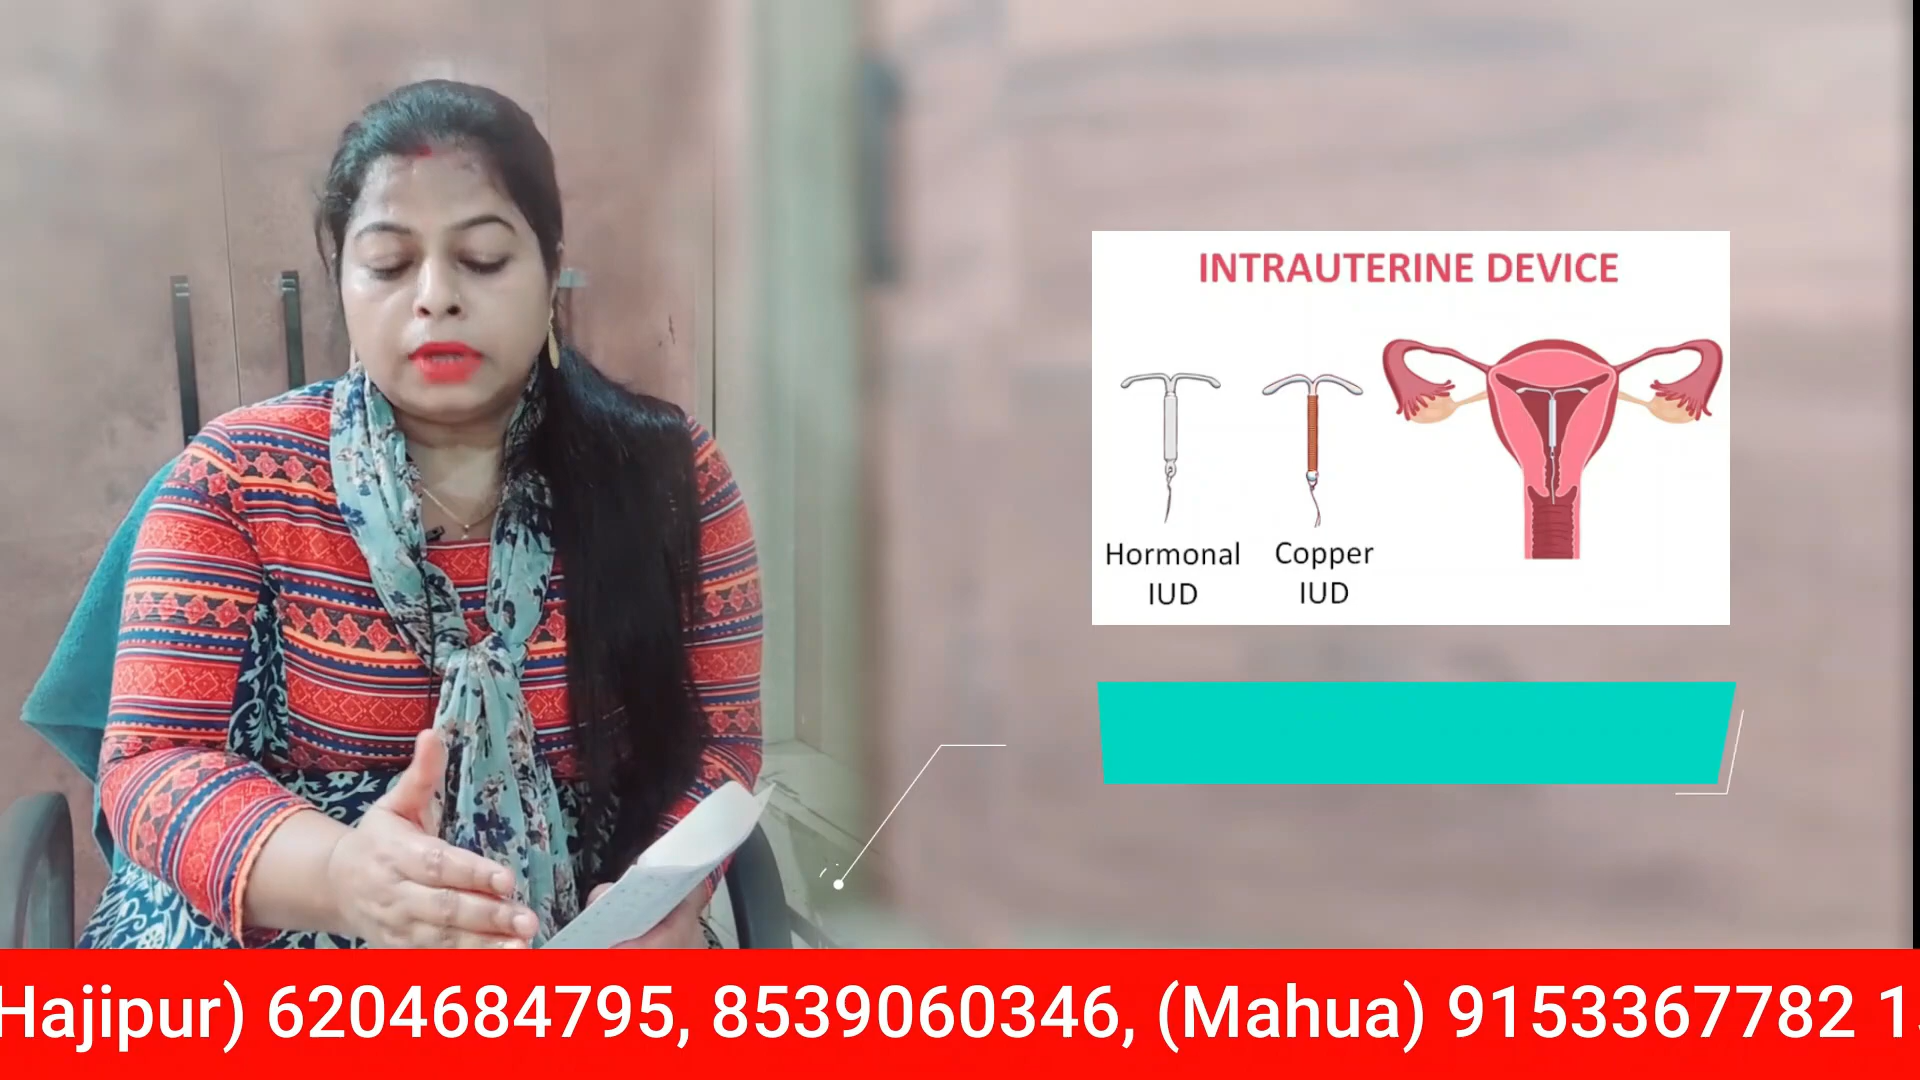 INTRAUTERINE DEVICE
Hormonal
IUD
Copper
IUD
Hajipur) 6204684795, 8539060346, (Mahua) 9153367782